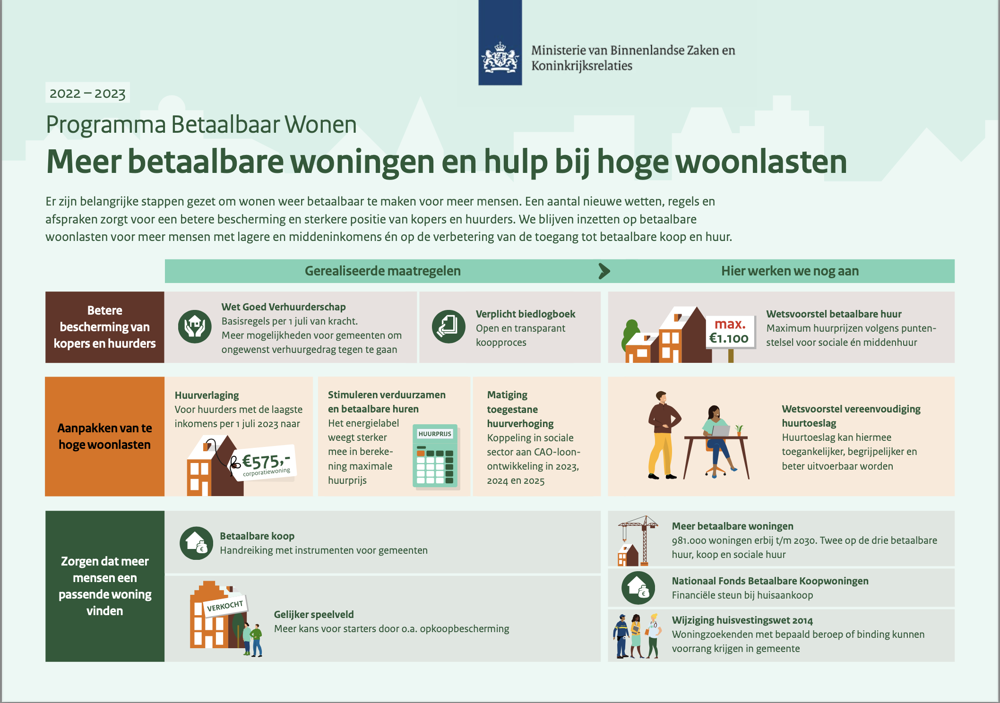 Ministerie van Binnenlandse Zaken en
Koninkrijksrelaties
2022 – 2023
Programma Betaalbaar Wonen
Meer betaalbare woningen en hulp bij hoge woonlasten
Er zijn belangrijke stappen gezet om wonen weer betaalbaar te maken voor meer mensen. Een aantal nieuwe wetten, regels en
afspraken zorgt voor een betere bescherming en sterkere positie van kopers en huurders. We blijven inzetten op betaalbare
woonlasten voor meer mensen met lagere en middeninkomens én op de verbetering van de toegang tot betaalbare koop en huur.
Gerealiseerde maatregelen
Hier werken we nog aan
Betere
bescherming van
kopers en huurders
Wet Goed Verhuurderschap
Basisregels per 1 juli van kracht.
Meer mogelijkheden voor gemeenten om
ongewenst verhuurgedrag tegen te gaan
Verplicht biedlogboek
Open en transparant
koopproces
max.
€1.100
Wetsvoorstel betaalbare huur
Maximum huurprijzen volgens punten-
stelsel voor sociale én middenhuur
Aanpakken van te
hoge woonlasten
Huurverlaging
Voor huurders met de laagste
inkomens per 1 juli 2023 naar
€575,-
corporatiewoning
Stimuleren verduurzamen
en betaalbare huren
Het energielabel
weegt sterker
mee in bereke-
ning maximale
huurprijs
HUURPRIJS
Matiging
toegestane
huurverhoging
Koppeling in sociale
sector aan CAO-loon-
ontwikkeling in 2023,
2024 en 2025
Wetsvoorstel vereenvoudiging
huurtoeslag
Huurtoeslag kan hiermee
toegankelijker, begrijpelijker en
beter uitvoerbaar worden
Zorgen dat meer
mensen een
passende woning
vinden
€
Betaalbare koop
Handreiking met instrumenten voor gemeenten
VERKOCHT
Gelijker speelveld
Meer kans voor starters door o.a. opkoopbescherming
Meer betaalbare woningen
981.000 woningen erbij t/m 2030. Twee op de drie betaalbare
huur, koop en sociale huur
€
Nationaal Fonds Betaalbare Koopwoningen
Financiële steun bij huisaankoop
Wijziging huisvestingswet 2014
Woningzoekenden met bepaald beroep of binding kunnen
voorrang krijgen in gemeente